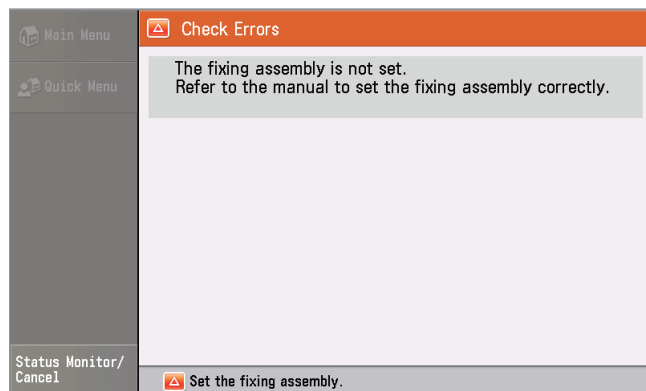 Main Menu
Quick Menu
Status Monitor/
Cancel
Check Errors
The fixing assembly is not set.
Refer to the manual to set the fixing assembly correctly.
Set the fixing assembly.